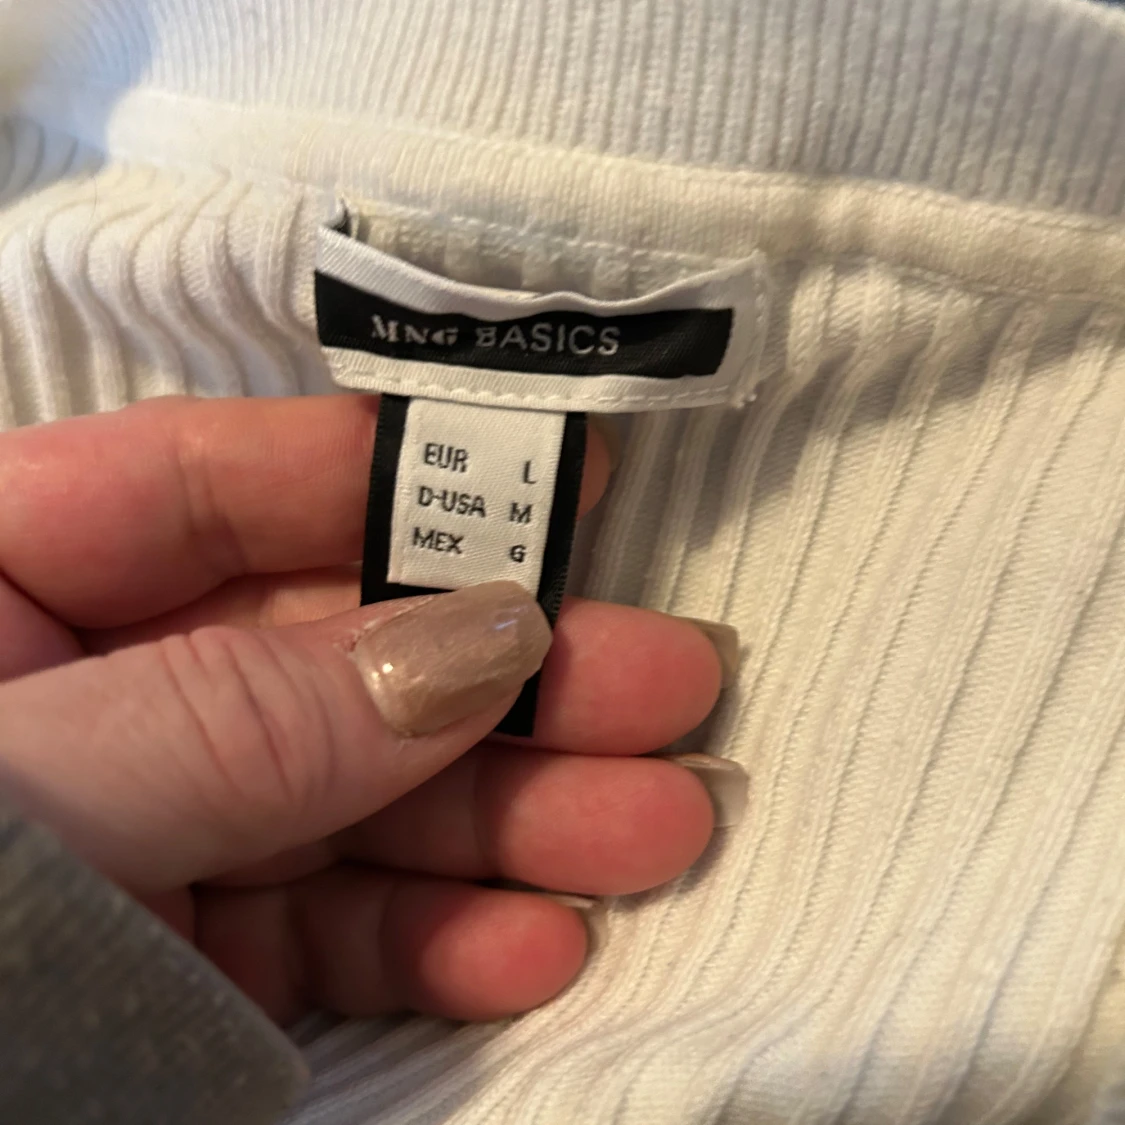 MNG BASICS
EUR L
D-USA M
MEX G